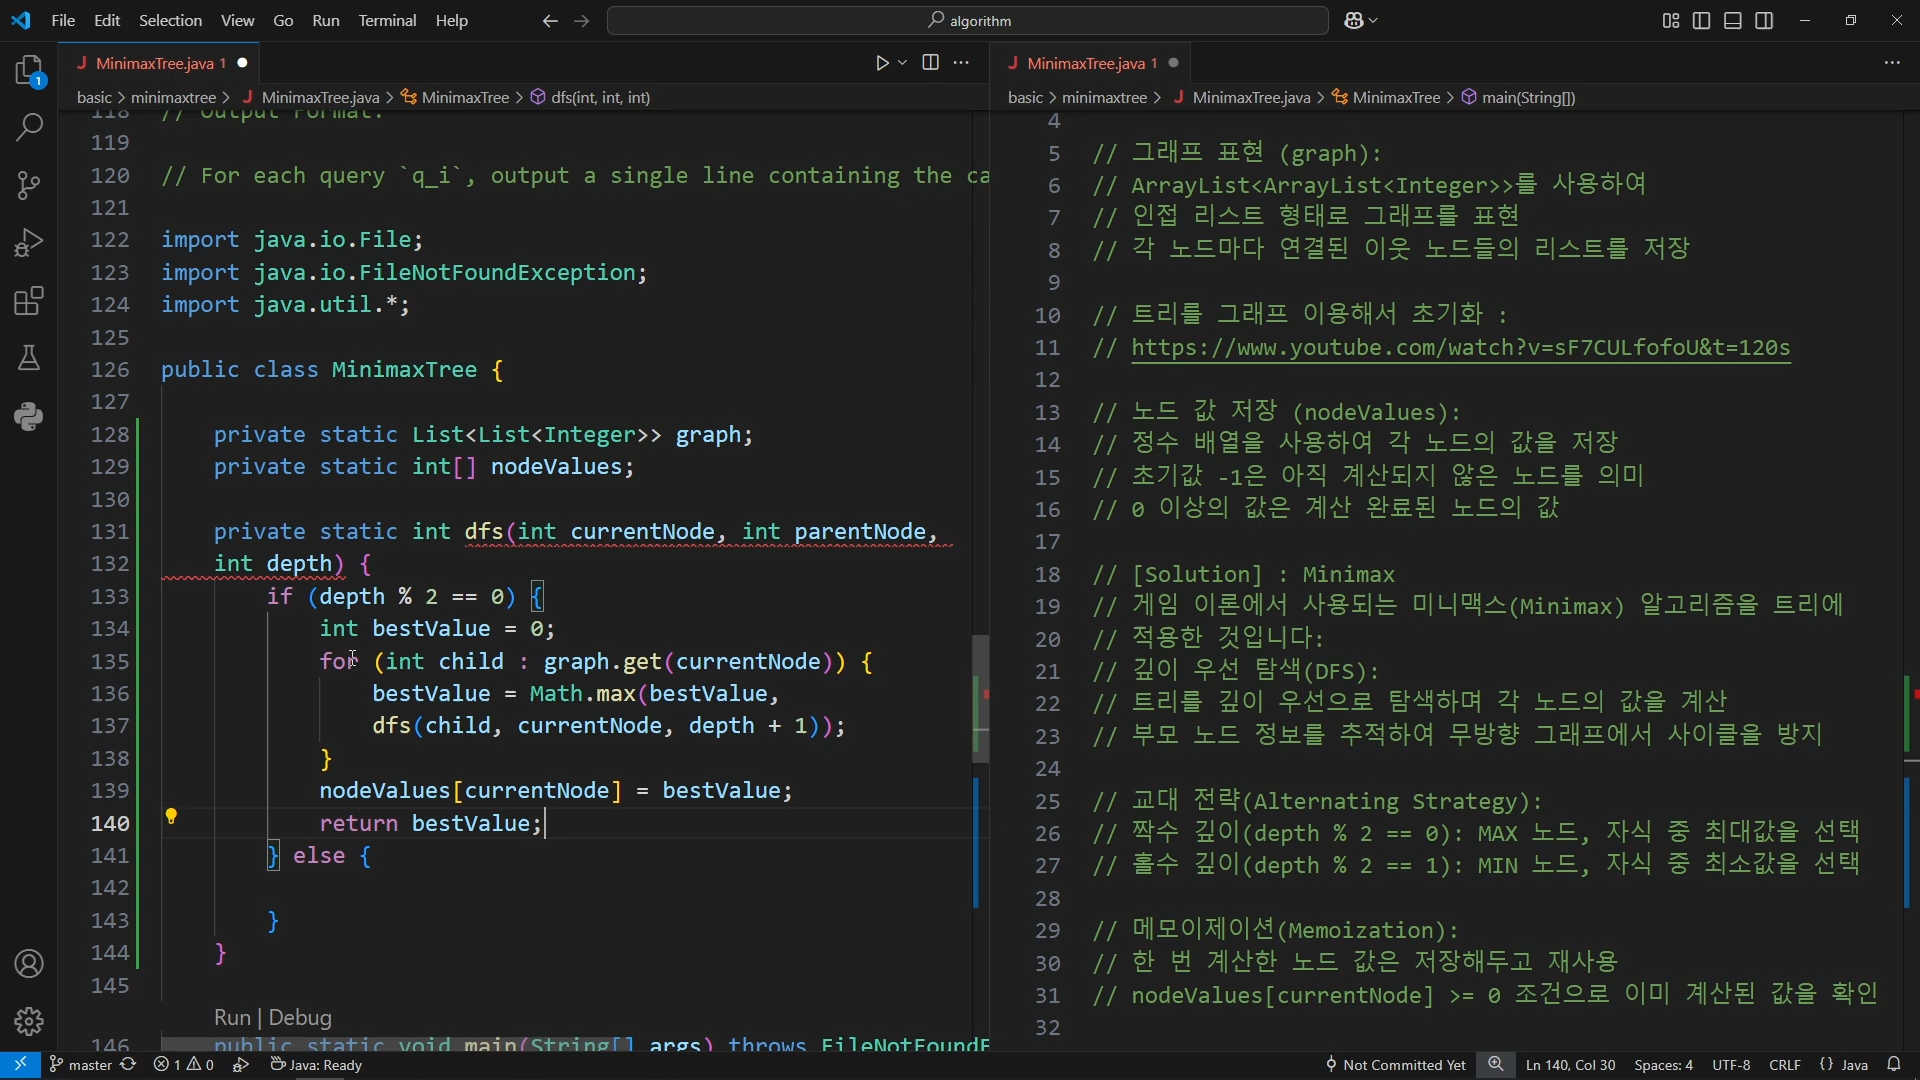 File Edit Selection View Go Run Terminal Help
algorithm
MinimaxTree.java 1
basic > minimaxtree > MinimaxTree.java > MinimaxTree > dfs(int, int, int)
118 // Output Format:
119
120 // For each query `q_i`, output a single line containing the ca
121
122 import java.io.File;
123 import java.io.FileNotFoundException;
124 import java.util.*;
125
126 public class MinimaxTree {
127
128 private static List<List<Integer>> graph;
129 private static int[] nodeValues;
130
131 private static int dfs(int currentNode, int parentNode,
132 int depth) {
133 if (depth % 2 == 0) {
134 int bestValue = 0;
135 for (int child : graph.get(currentNode)) {
136 bestValue = Math.max(bestValue,
137 dfs(child, currentNode, depth + 1));
138 }
139 nodeValues[currentNode] = bestValue;
140 return bestValue;
141 } else {
142
143 }
144 }
145
Run | Debug
146 public static void main(String[] args) throws FileNotFoundE
MinimaxTree.java 1
basic > minimaxtree > MinimaxTree.java > MinimaxTree > main(String[])
4
5 // 그래프 표현 (graph):
6 // ArrayList<ArrayList<Integer>>를 사용하여
7 // 인접 리스트 형태로 그래프를 표현
8 // 각 노드마다 연결된 이웃 노드들의 리스트를 저장
9
10 // 트리를 그래프 이용해서 초기화 :
11 // https://www.youtube.com/watch?v=sF7CULfofoU&t=120s
12
13 // 노드 값 저장 (nodeValues):
14 // 정수 배열을 사용하여 각 노드의 값을 저장
15 // 초기값 -1은 아직 계산되지 않은 노드를 의미
16 // 0 이상의 값은 계산 완료된 노드의 값
17
18 // [Solution] : Minimax
19 // 게임 이론에서 사용되는 미니맥스(Minimax) 알고리즘을 트리에
20 // 적용한 것입니다:
21 // 깊이 우선 탐색(DFS):
22 // 트리를 깊이 우선으로 탐색하며 각 노드의 값을 계산
23 // 부모 노드 정보를 추적하여 무방향 그래프에서 사이클을 방지
24
25 // 교대 전략(Alternating Strategy):
26 // 짝수 깊이(depth % 2 == 0): MAX 노드, 자식 중 최대값을 선택
27 // 홀수 깊이(depth % 2 == 1): MIN 노드, 자식 중 최소값을 선택
28
29 // 메모이제이션(Memoization):
30 // 한 번 계산한 노드 값은 저장해두고 재사용
31 // nodeValues[currentNode] >= 0 조건으로 이미 계산된 값을 확인
32
master 1 0 Java: Ready Not Committed Yet Ln 140, Col 30 Spaces: 4 UTF-8 CRLF {} Java